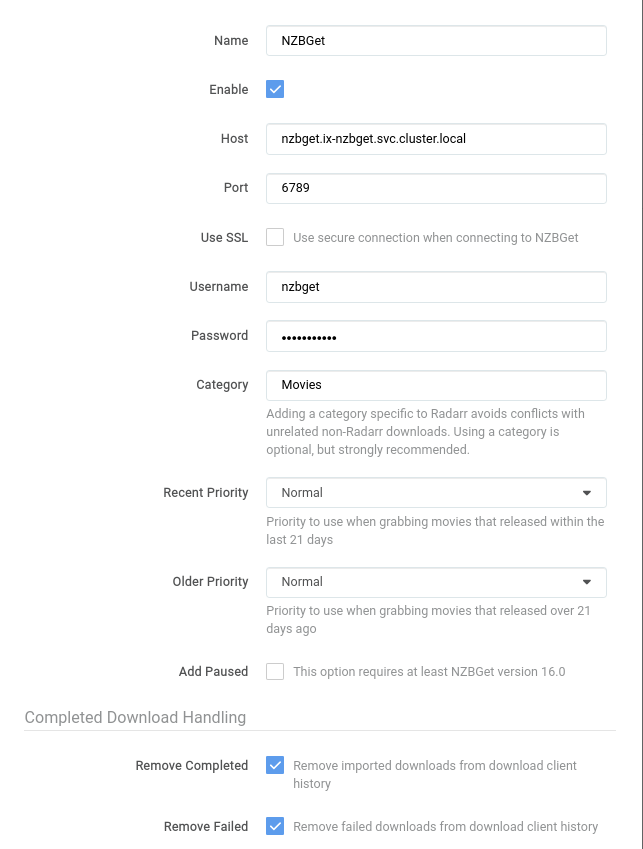 Name NZBGet
Enable
Host nzbget.ix-nzbget.svc.cluster.local
Port 6789
Use SSL Use secure connection when connecting to NZBGet
Username nzbget
Password •••••••••••
Category Movies
Adding a category specific to Radarr avoids conflicts with
unrelated non-Radarr downloads. Using a category is
optional, but strongly recommended.
Recent Priority Normal
Priority to use when grabbing movies that released within the
last 21 days
Older Priority Normal
Priority to use when grabbing movies that released over 21
days ago
Add Paused This option requires at least NZBGet version 16.0
Completed Download Handling
Remove Completed Remove imported downloads from download client
history
Remove Failed Remove failed downloads from download client history